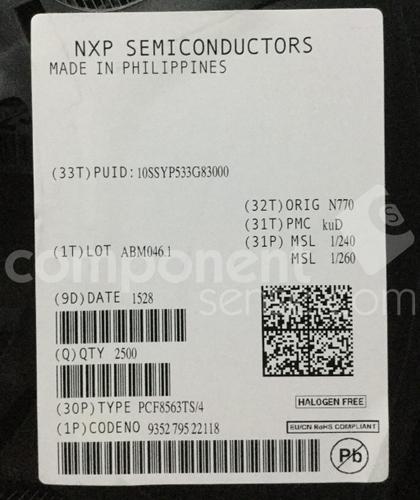 NXP SEMICONDUCTORS
MADE IN PHILIPPINES
(33T)PUID:10SSYP533G83000
(32T)ORIG N770
(31T)PMC kuD
(31P) MSL 1/240
MSL 1/260
(1T)LOT ABM046.1
component
(9D)DATE 1528
(Q)QTY 2500
(30P)TYPE PCF8563TS/4
(1P)CODENO 9352 795 22118
HALOGEN FREE
EU/CN RoHS COMPLIANT
Pb